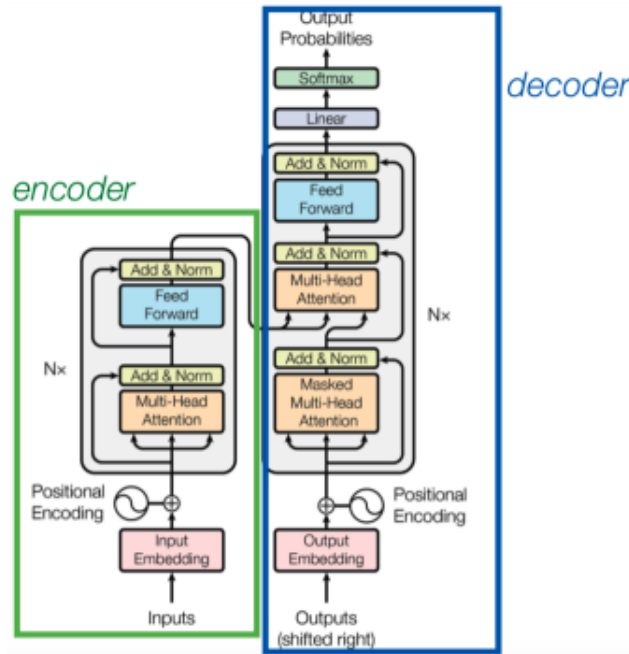 encoder
Add & Norm
Feed
Forward
Nx
Add & Norm
Multi-Head
Attention
Positional
Encoding
Input
Embedding
Inputs
decoder
Output
Probabilities
Softmax
Linear
Add & Norm
Feed
Forward
Add & Norm
Multi-Head
Attention
Nx
Add & Norm
Masked
Multi-Head
Attention
Positional
Encoding
Output
Embedding
Outputs
(shifted right)